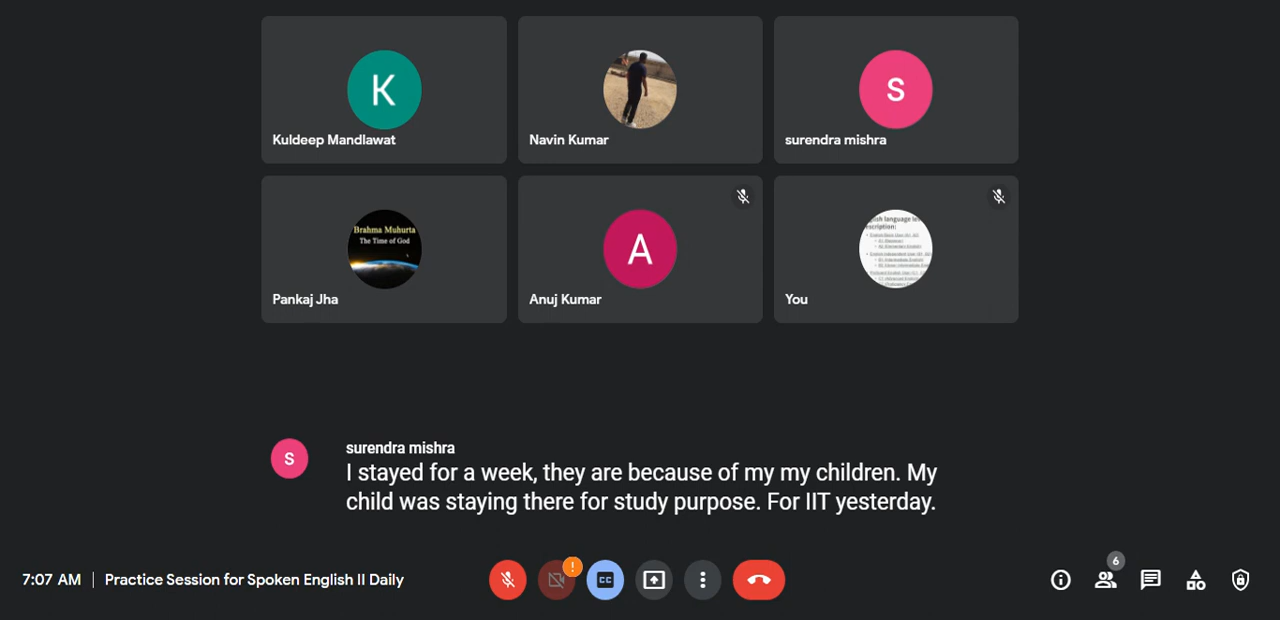 K
Kuldeep Mandlawat
Navin Kumar
S
surendra mishra
Brahma Muhurta
The Time of God
Pankaj Jha
A
Anuj Kumar
You
S
surendra mishra
I stayed for a week, they are because of my my children. My
child was staying there for study purpose. For IIT yesterday.
7:07 AM | Practice Session for Spoken English II Daily
!
CC
6